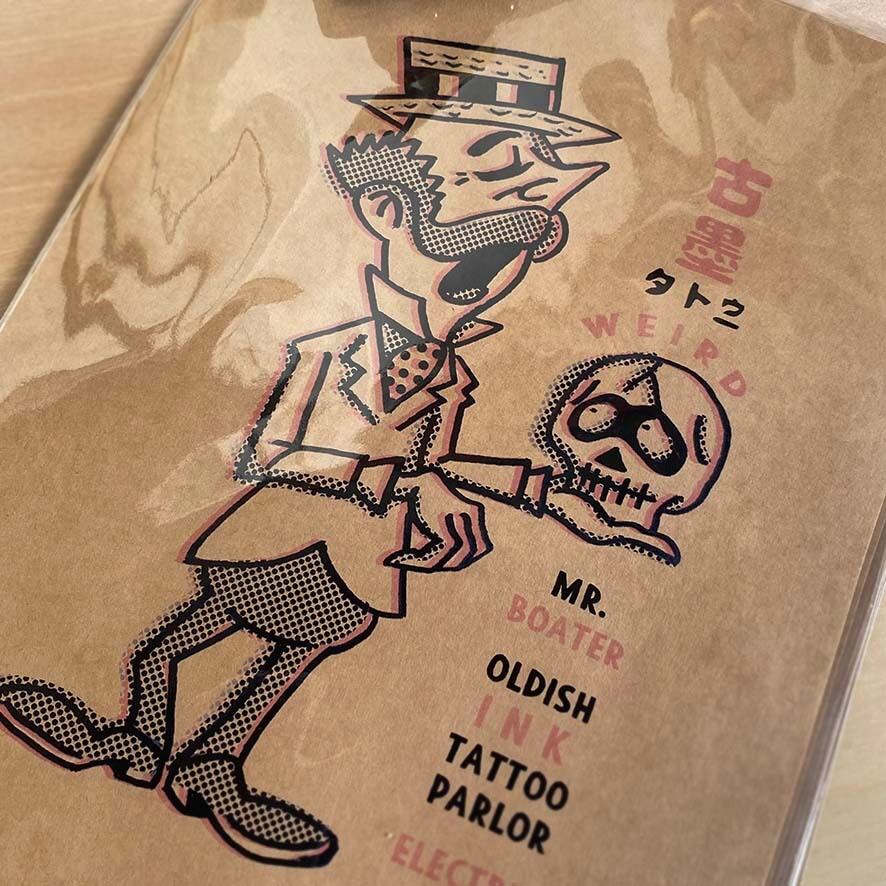 古墨
タトウ
WEIRD
MR.
BOATER
OLDISH
INK
TATTOO
PARLOR